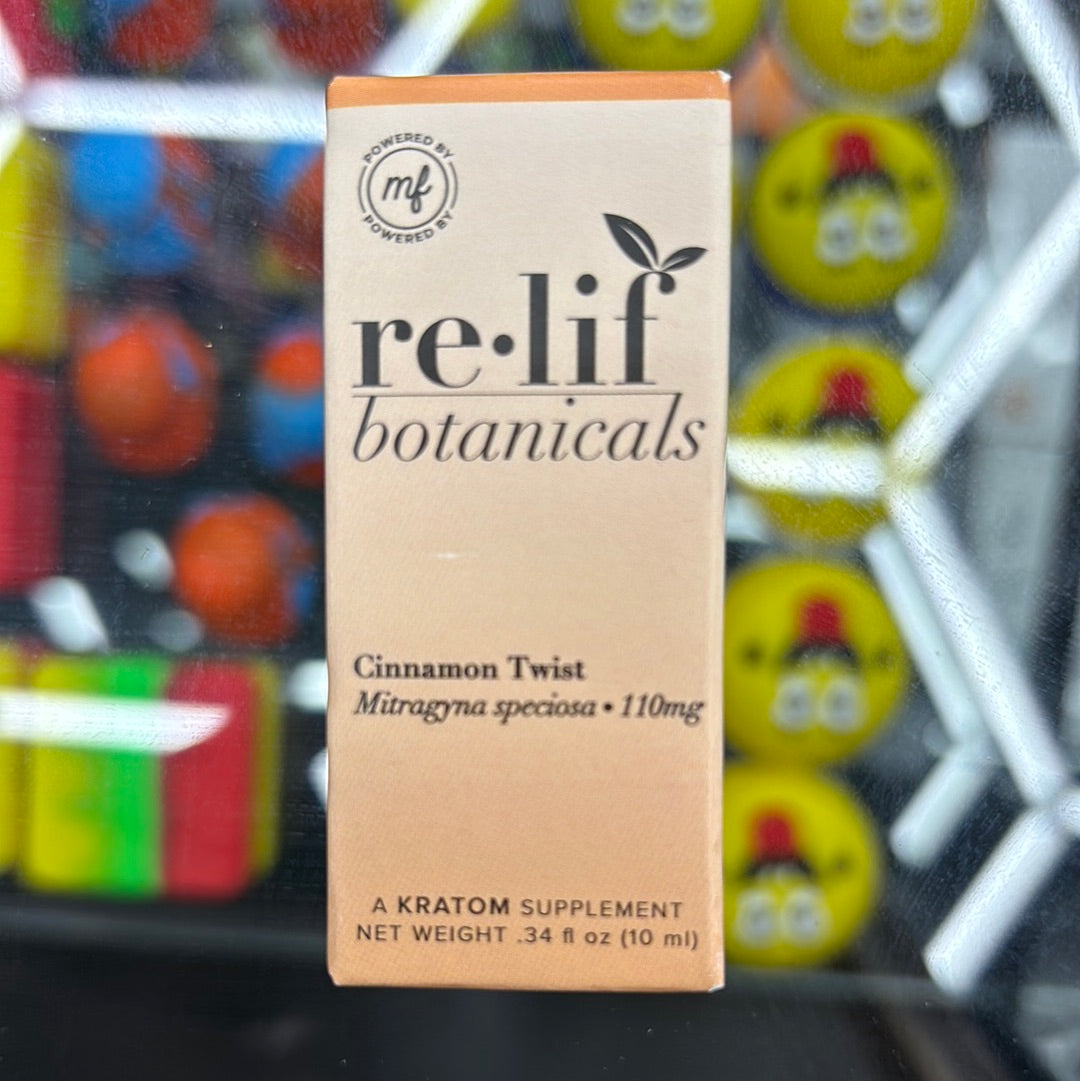 POWERED BY
mf
POWERED BY
re•lif
botanicals
Cinnamon Twist
Mitragyna speciosa • 110mg
A KRATOM SUPPLEMENT
NET WEIGHT .34 fl oz (10 ml)